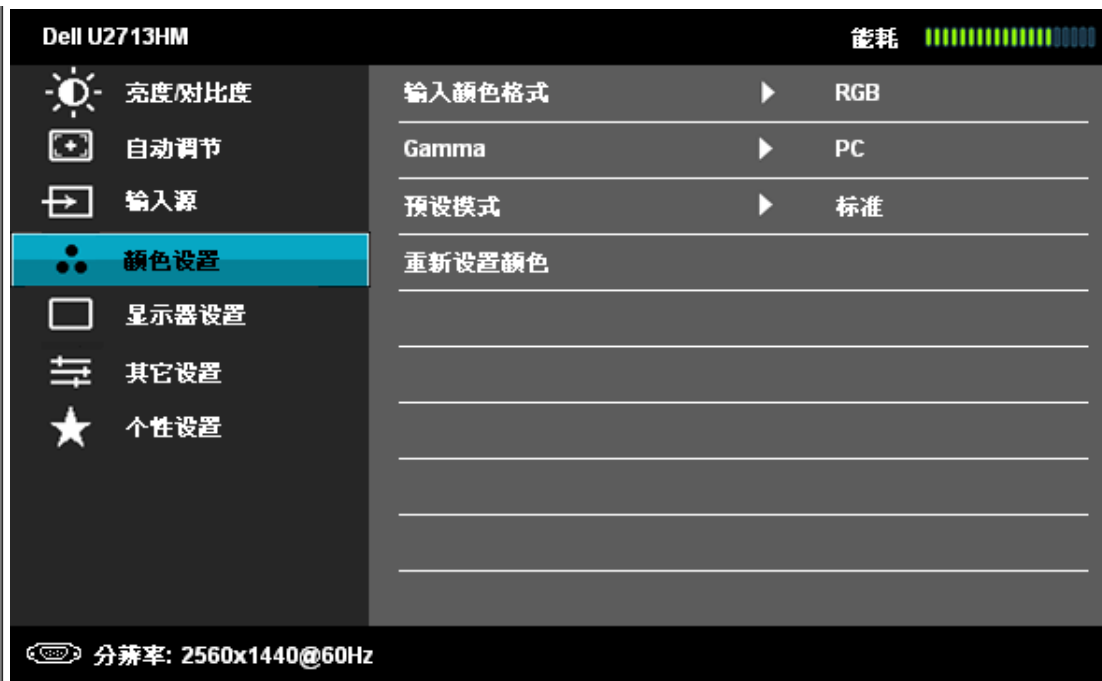 Dell U2713HM
能耗
亮度/对比度
自动调节
输入源
颜色设置
显示器设置
其它设置
个性设置
输入颜色格式 RGB
Gamma PC
预设模式 标准
重新设置颜色
分辨率: 2560x1440@60Hz